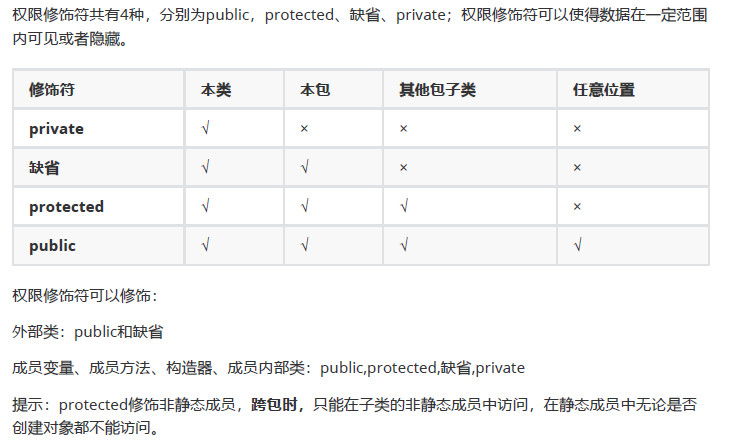 权限修饰符共有4种，分别为public，protected、缺省、private；权限修饰符可以使得数据在一定范围
内可见或者隐藏。
修饰符 本类 本包 其他包子类 任意位置
private √ × × ×
缺省 √ √ × ×
protected √ √ √ ×
public √ √ √ √
权限修饰符可以修饰：
外部类：public和缺省
成员变量、成员方法、构造器、成员内部类：public,protected,缺省,private
提示：protected修饰非静态成员，跨包时，只能在子类的非静态成员中访问，在静态成员中无论是否
创建对象都不能访问。